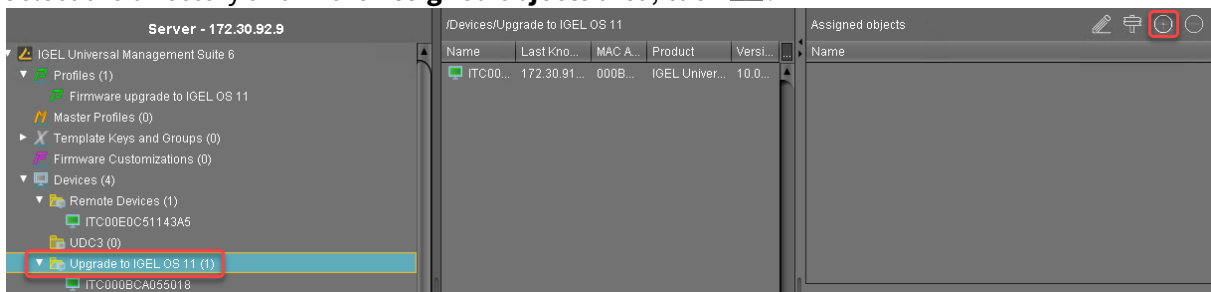 Server - 172.30.92.9
IGEL Universal Management Suite 6
Profiles (1)
Firmware upgrade to IGEL OS 11
Master Profiles (0)
Template Keys and Groups (0)
Firmware Customizations (0)
Devices (4)
Remote Devices (1)
ITC00E0C51143A5
UDC3 (0)
Upgrade to IGEL OS 11 (1)
ITC000BCA055018
/Devices/Upgrade to IGEL OS 11
Name Last Kno... MAC A... Product Versi...
ITC00... 172.30.91... 000B... IGEL Univer... 10.0...
Assigned objects
Name